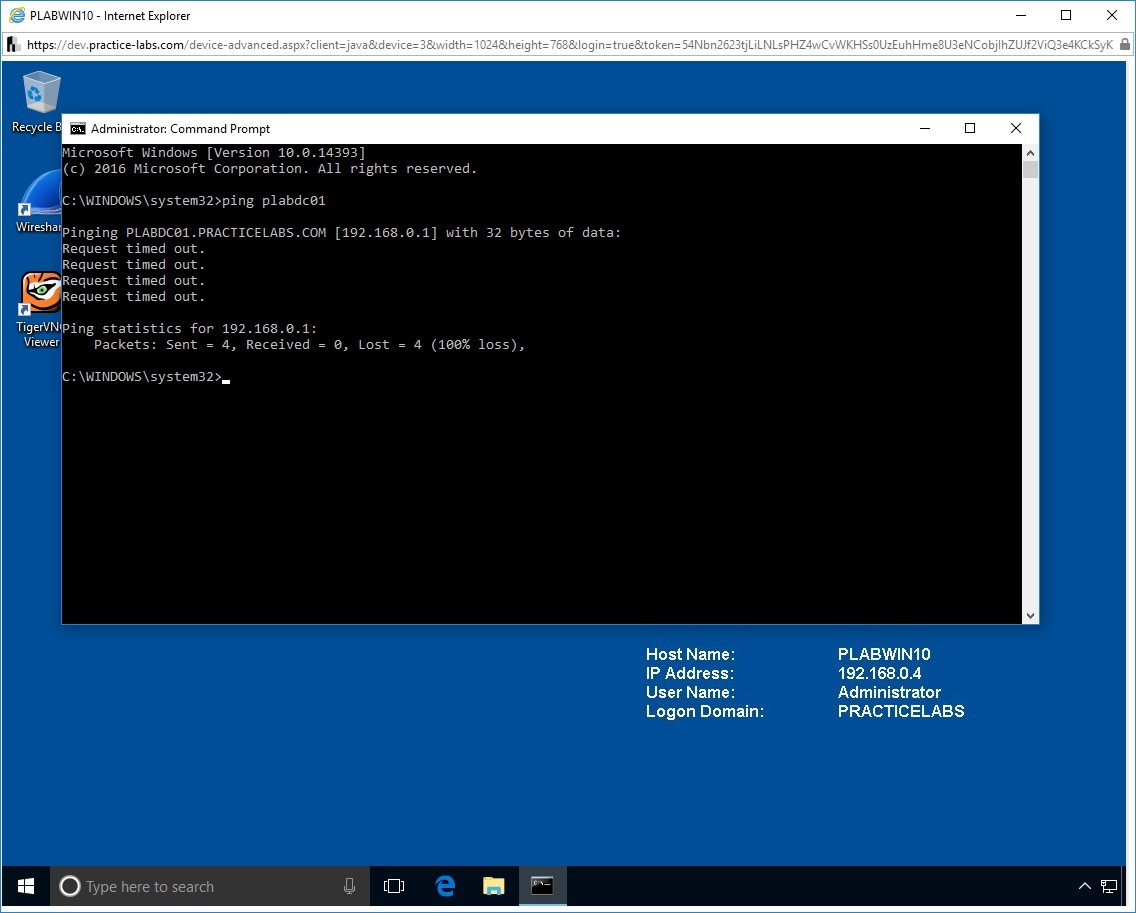 PLABWIN10 - Internet Explorer
https://dev.practice-labs.com/device-advanced.aspx?client=java&device=3&width=1024&height=768&login=true&token=54Nbn2623tjLiLNLsPHZ4wCvWKHSs0UzEuhHme8U3eNCobjIhZUJf2ViQ3e4KCkSyK
Recycle B
Administrator: Command Prompt
Microsoft Windows [Version 10.0.14393]
(c) 2016 Microsoft Corporation. All rights reserved.
C:\WINDOWS\system32>ping plabdc01
Pinging PLABDC01.PRACTICELABS.COM [192.168.0.1] with 32 bytes of data:
Request timed out.
Request timed out.
Request timed out.
Request timed out.
Ping statistics for 192.168.0.1:
Packets: Sent = 4, Received = 0, Lost = 4 (100% loss),
C:\WINDOWS\system32>
Wireshar
TigerVN
Viewer
Host Name: PLABWIN10
IP Address: 192.168.0.4
User Name: Administrator
Logon Domain: PRACTICELABS
Type here to search